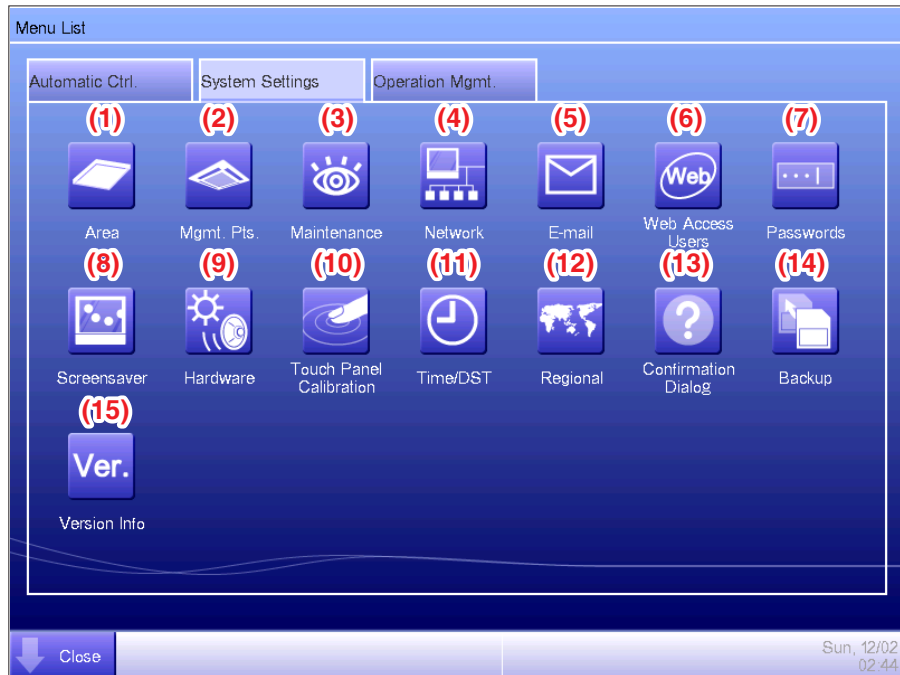 Menu List
Automatic Ctrl. System Settings Operation Mgmt.
(1) (2) (3) (4) (5) (6) (7)
Web
Area Mgmt. Pts. Maintenance Network E-mail Web Access Users Passwords
(8) (9) (10) (11) (12) (13) (14)
?
Screensaver Hardware Touch Panel Calibration Time/DST Regional Confirmation Dialog Backup
(15)
Ver.
Version Info
Close Sun, 12/02
02:44